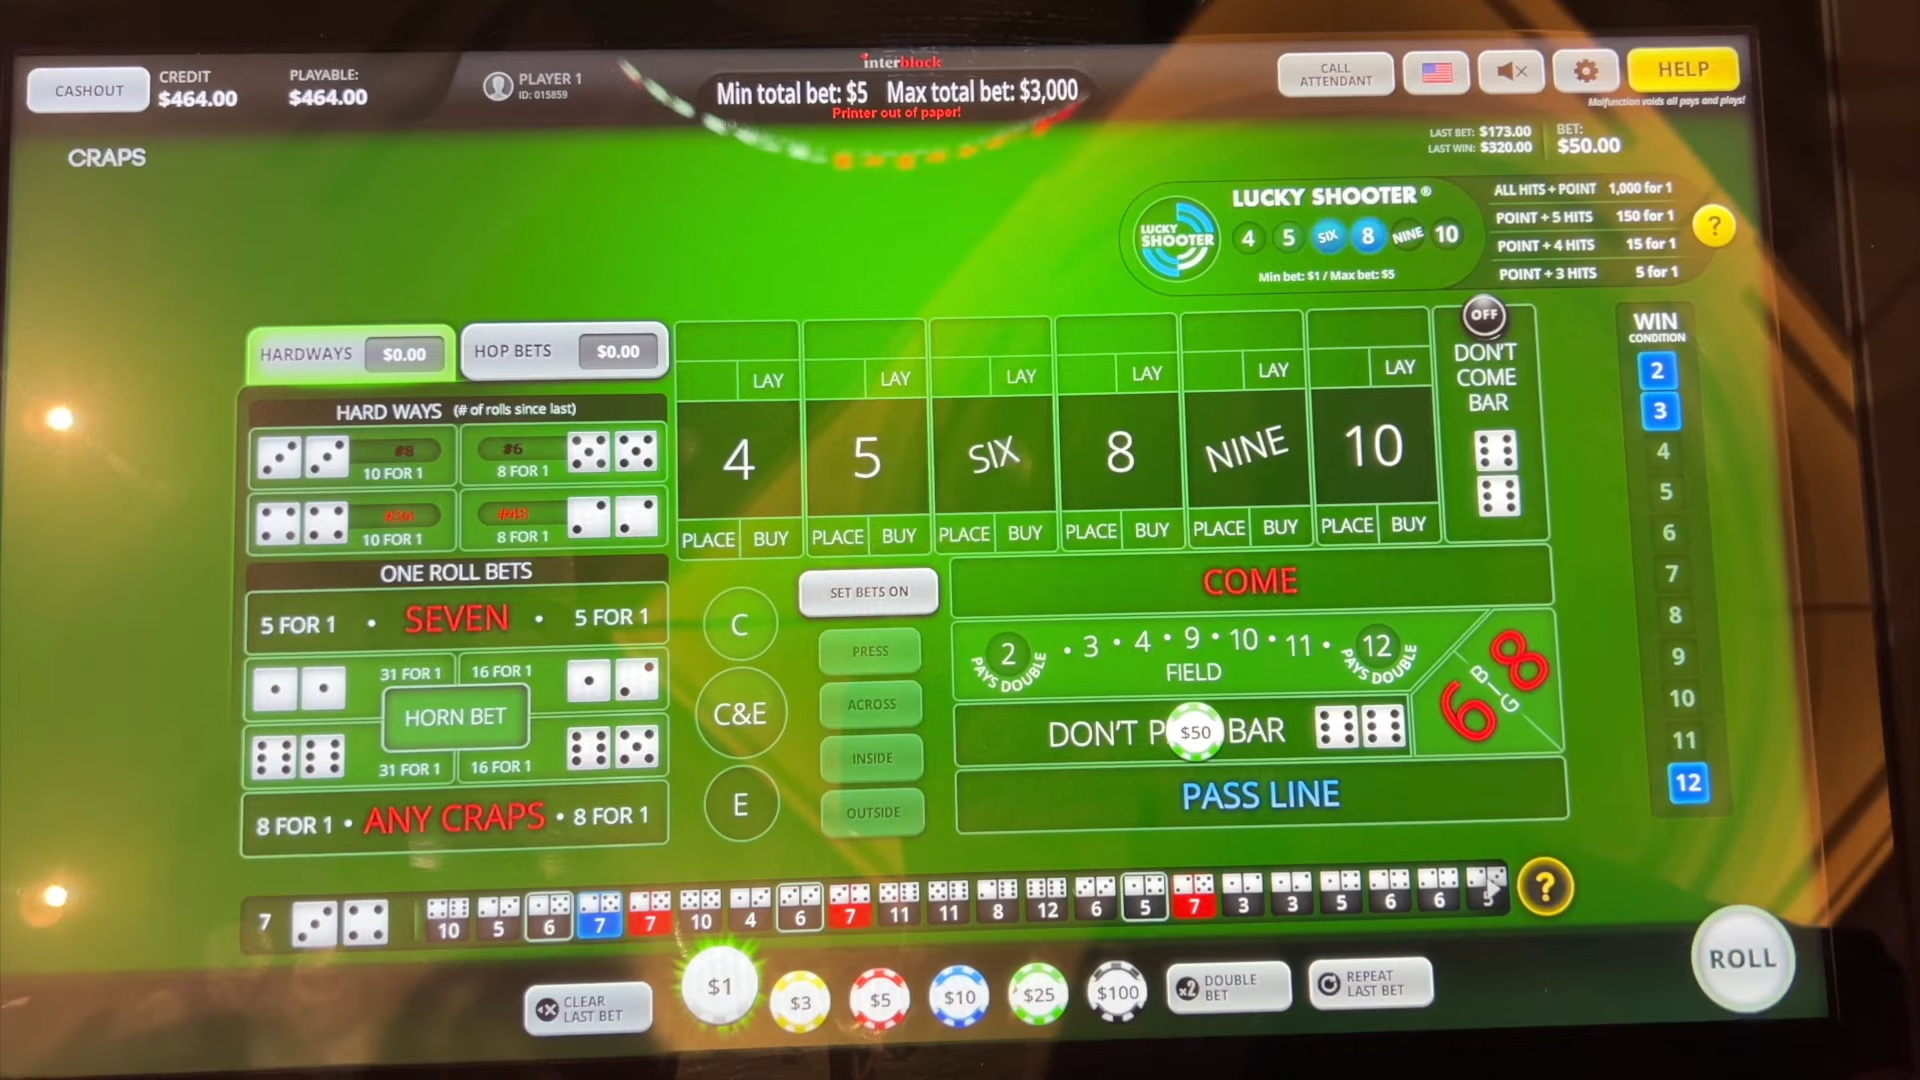 CASHOUT
CREDIT
$464.00
PLAYABLE:
$464.00
PLAYER 1
ID: 015859
interblock
Min total bet: $5 Max total bet: $3,000
Printer out of paper!
CALL
ATTENDANT
HELP
Malfunction voids all pays and plays!
CRAPS
LAST BET: $173.00
LAST WIN: $320.00
BET:
$50.00
LUCKY
SHOOTER
LUCKY SHOOTER®
4 5 SIX 8 NINE 10
Min bet: $1 / Max bet: $5
ALL HITS + POINT 1,000 for 1
POINT + 5 HITS 150 for 1
POINT + 4 HITS 15 for 1
POINT + 3 HITS 5 for 1
?
HARDWAYS $0.00
HOP BETS $0.00
HARD WAYS (# of rolls since last)
#8
10 FOR 1
#6
8 FOR 1
10 FOR 1
#43
8 FOR 1
ONE ROLL BETS
5 FOR 1 • SEVEN • 5 FOR 1
31 FOR 1 16 FOR 1
HORN BET
31 FOR 1 16 FOR 1
8 FOR 1 • ANY CRAPS • 8 FOR 1
LAY LAY LAY LAY LAY LAY
4 5 SIX 8 NINE 10
PLACE BUY PLACE BUY PLACE BUY PLACE BUY PLACE BUY PLACE BUY
OFF
DON'T
COME
BAR
C
C&E
E
SET BETS ON
PRESS
ACROSS
INSIDE
OUTSIDE
COME
2 • 3 • 4 • 9 • 10 • 11 • 12
PAYS DOUBLE
PAYS DOUBLE
FIELD
DON'T P $50 BAR
BIG
6 8
PASS LINE
WIN
CONDITION
2
3
4
5
6
7
8
9
10
11
12
7
10 5 6 7 7 10 4 6 7 11 11 8 12 6 5 7 3 3 5 6 6 5
?
CLEAR
LAST BET
$1 $3 $5 $10 $25 $100
x2 DOUBLE
BET
REPEAT
LAST BET
ROLL